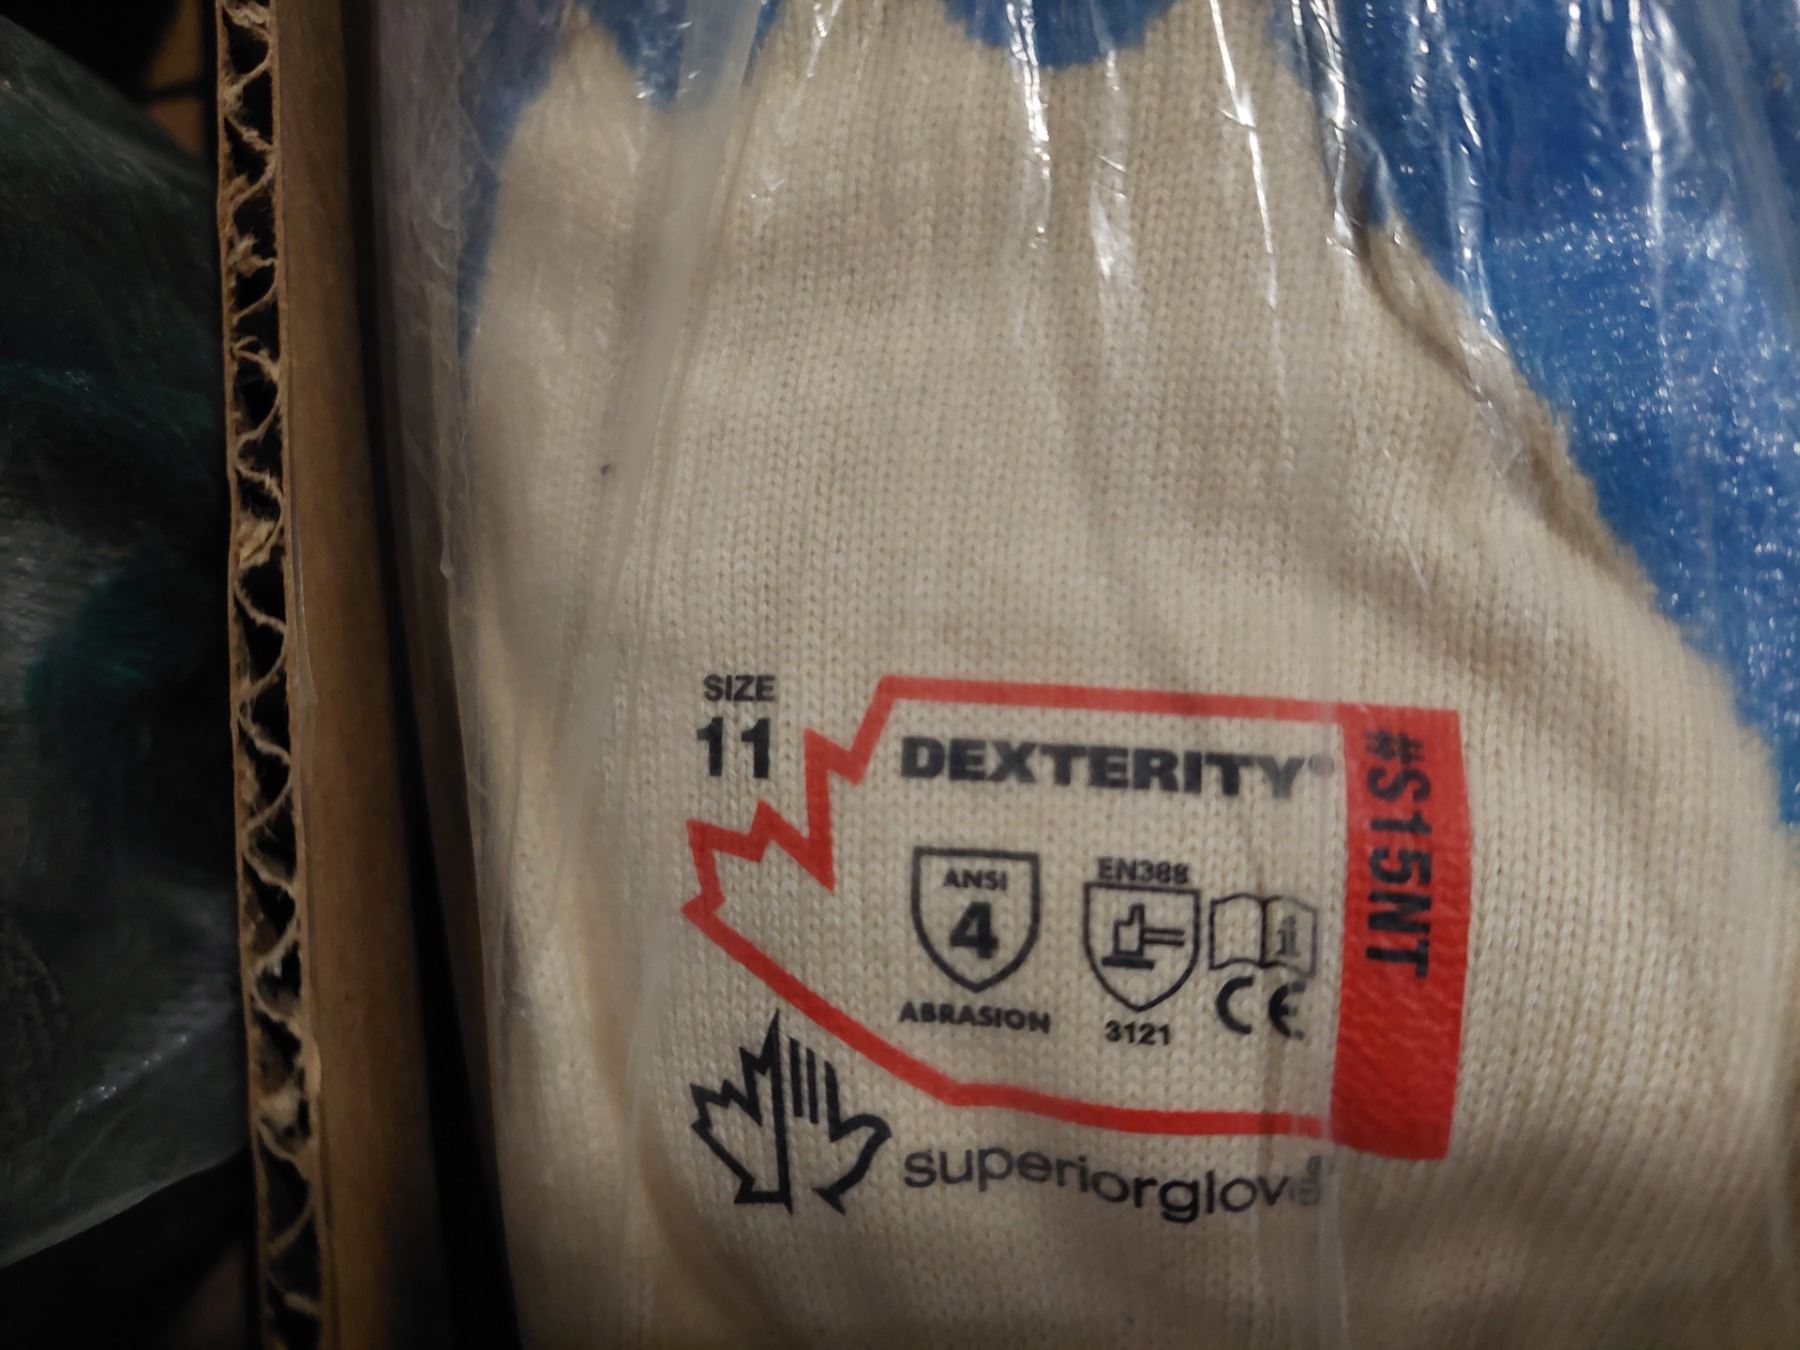 SIZE
11
DEXTERITY®
#S15NT
ANSI
4
ABRASION
EN388
3121
i
CE
superiorglove